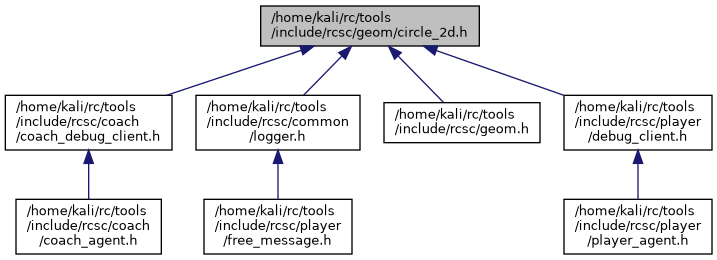 /home/kali/rc/tools
/include/rcsc/geom/circle_2d.h
/home/kali/rc/tools
/include/rcsc/coach
/coach_debug_client.h
/home/kali/rc/tools
/include/rcsc/common
/logger.h
/home/kali/rc/tools
/include/rcsc/geom.h
/home/kali/rc/tools
/include/rcsc/player
/debug_client.h
/home/kali/rc/tools
/include/rcsc/coach
/coach_agent.h
/home/kali/rc/tools
/include/rcsc/player
/free_message.h
/home/kali/rc/tools
/include/rcsc/player
/player_agent.h